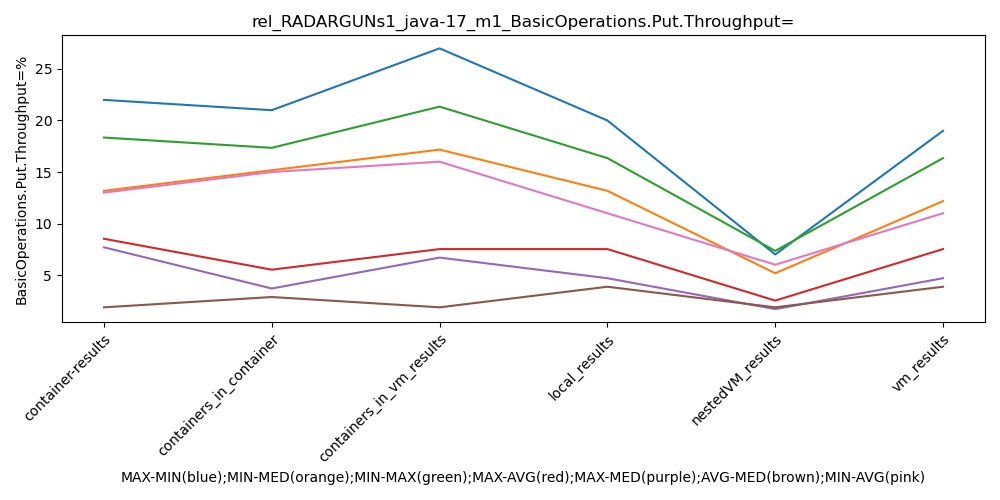 rel_RADARGUNs1_java-17_m1_BasicOperations.Put.Throughput=
BasicOperations.Put.Throughput=%
25
20
15
10
5
container-results
containers_in_container
containers_in_vm_results
local_results
nestedVM_results
vm_results
MAX-MIN(blue);MIN-MED(orange);MIN-MAX(green);MAX-AVG(red);MAX-MED(purple);AVG-MED(brown);MIN-AVG(pink)